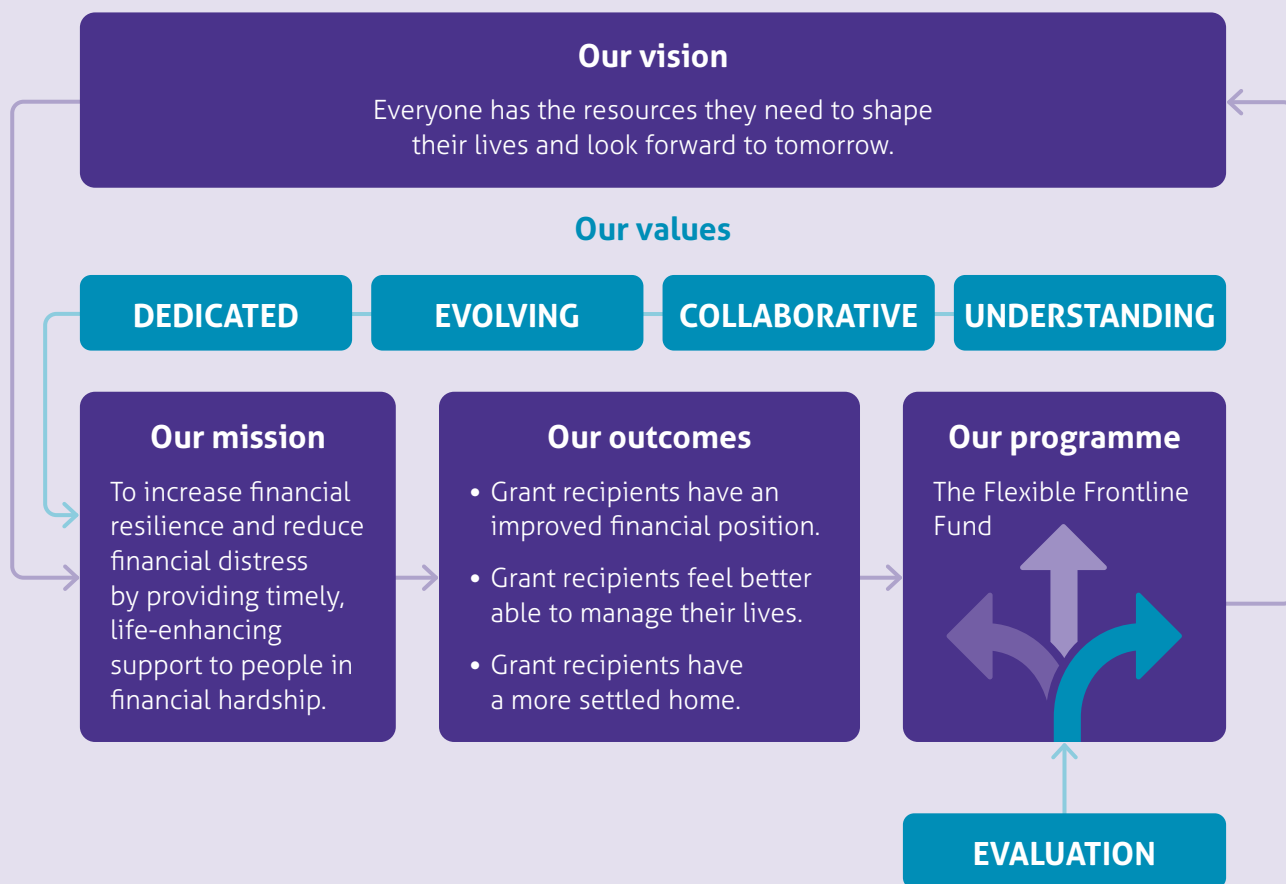 Our vision
Everyone has the resources they need to shape
their lives and look forward to tomorrow.
Our values
DEDICATED
EVOLVING
COLLABORATIVE
UNDERSTANDING
Our mission
To increase financial
resilience and reduce
financial distress
by providing timely,
life-enhancing
support to people in
financial hardship.
Our outcomes
• Grant recipients have an
improved financial position.
• Grant recipients feel better
able to manage their lives.
• Grant recipients have
a more settled home.
Our programme
The Flexible Frontline
Fund
EVALUATION